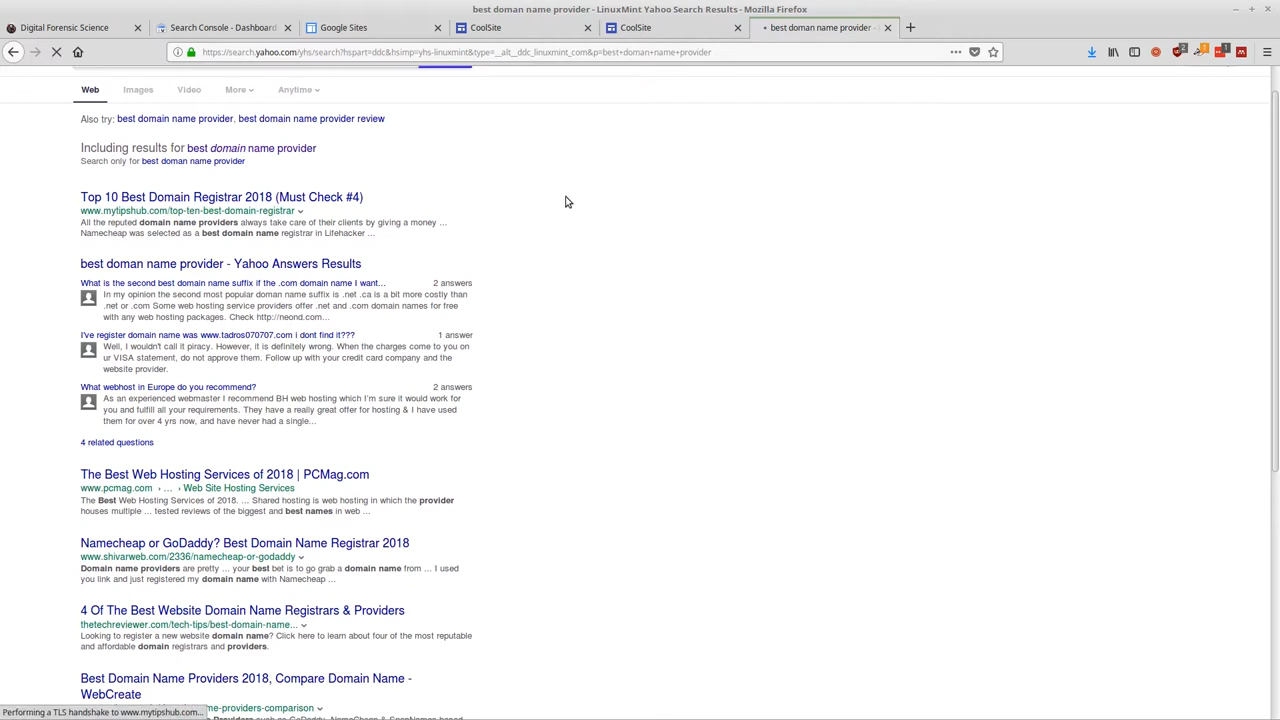 best doman name provider - LinuxMint Yahoo Search Results - Mozilla Firefox
Digital Forensic Science
Search Console - Dashboard
Google Sites
CoolSite
CoolSite
best doman name provider -
https://search.yahoo.com/yhs/search?hspart=ddc&hsimp=yhs-linuxmint&type=__alt__ddc_linuxmint_com&p=best+doman+name+provider
Web Images Video More Anytime
Also try: best domain name provider, best domain name provider review
Including results for best domain name provider
Search only for best doman name provider
Top 10 Best Domain Registrar 2018 (Must Check #4)
www.mytipshub.com/top-ten-best-domain-registrar
All the reputed domain name providers always take care of their clients by giving a money ...
Namecheap was selected as a best domain name registrar in Lifehacker ...
best doman name provider - Yahoo Answers Results
What is the second best domain name suffix if the .com domain name I want... 2 answers
In my opinion the second most popular doman name suffix is .net .ca is a bit more costly than
.net or .com Some web hosting service providers offer .net and .com domain names for free
with any web hosting packages. Check http://neond.com...
I've register domain name was www.tadros070707.com i dont find it??? 1 answer
Well, I wouldn't call it piracy. However, it is definitely wrong. When the charges come to you on
ur VISA statement, do not approve them. Follow up with your credit card company and the
website provider.
What webhost in Europe do you recommend? 2 answers
As an experienced webmaster I recommend BH web hosting which I'm sure it would work for
you and fulfill all your requirements. They have a really great offer for hosting & I have used
them for over 4 yrs now, and have never had a single...
4 related questions
The Best Web Hosting Services of 2018 | PCMag.com
www.pcmag.com › ... › Web Site Hosting Services
The Best Web Hosting Services of 2018. ... Shared hosting is web hosting in which the provider
houses multiple ... tested reviews of the biggest and best names in web ...
Namecheap or GoDaddy? Best Domain Name Registrar 2018
www.shivarweb.com/2336/namecheap-or-godaddy
Domain name providers are pretty ... your best bet is to go grab a domain name from ... I used
you link and just registered my domain name with Namecheap ...
4 Of The Best Website Domain Name Registrars & Providers
thetechreviewer.com/tech-tips/best-domain-name...
Looking to register a new website domain name? Click here to learn about four of the most reputable
and affordable domain registrars and providers.
Best Domain Name Providers 2018, Compare Domain Name -
WebCreate
me-providers-comparison
Performing a TLS handshake to www.mytipshub.com...